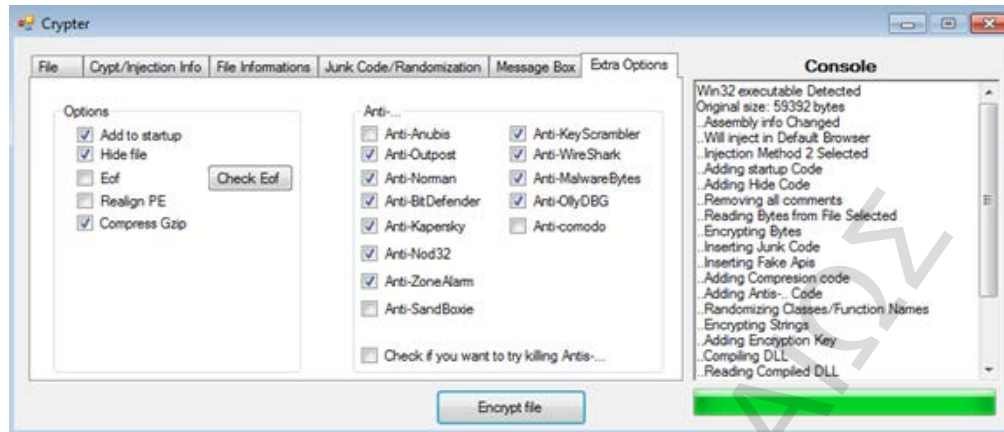 Crypter
File Crypt/Injection Info File Informations Junk Code/Randomization Message Box Extra Options
Options
Add to startup
Hide file
Eof
Check Eof
Realign PE
Compress Gzip
Anti-...
Anti-Anubis
Anti-Outpost
Anti-Norman
Anti-BitDefender
Anti-Kapersky
Anti-Nod32
Anti-ZoneAlarm
Anti-SandBoxie
Anti-KeyScrambler
Anti-WireShark
Anti-MalwareBytes
Anti-OllyDBG
Anti-comodo
Check if you want to try killing Antis-...
Encrypt file
Console
Win32 executable Detected
Original size: 59392 bytes
..Assembly info Changed
..Will inject in Default Browser
..Injection Method 2 Selected
..Adding startup Code
..Adding Hide Code
..Removing all comments
..Reading Bytes from File Selected
..Encrypting Bytes
..Inserting Junk Code
..Inserting Fake Apis
..Adding Compresion code
..Adding Antis-.. Code
..Randomizing Classes/Function Names
..Encrypting Strings
..Adding Encryption Key
..Compiling DLL
..Reading Compiled DLL
ΑΙΩΣ